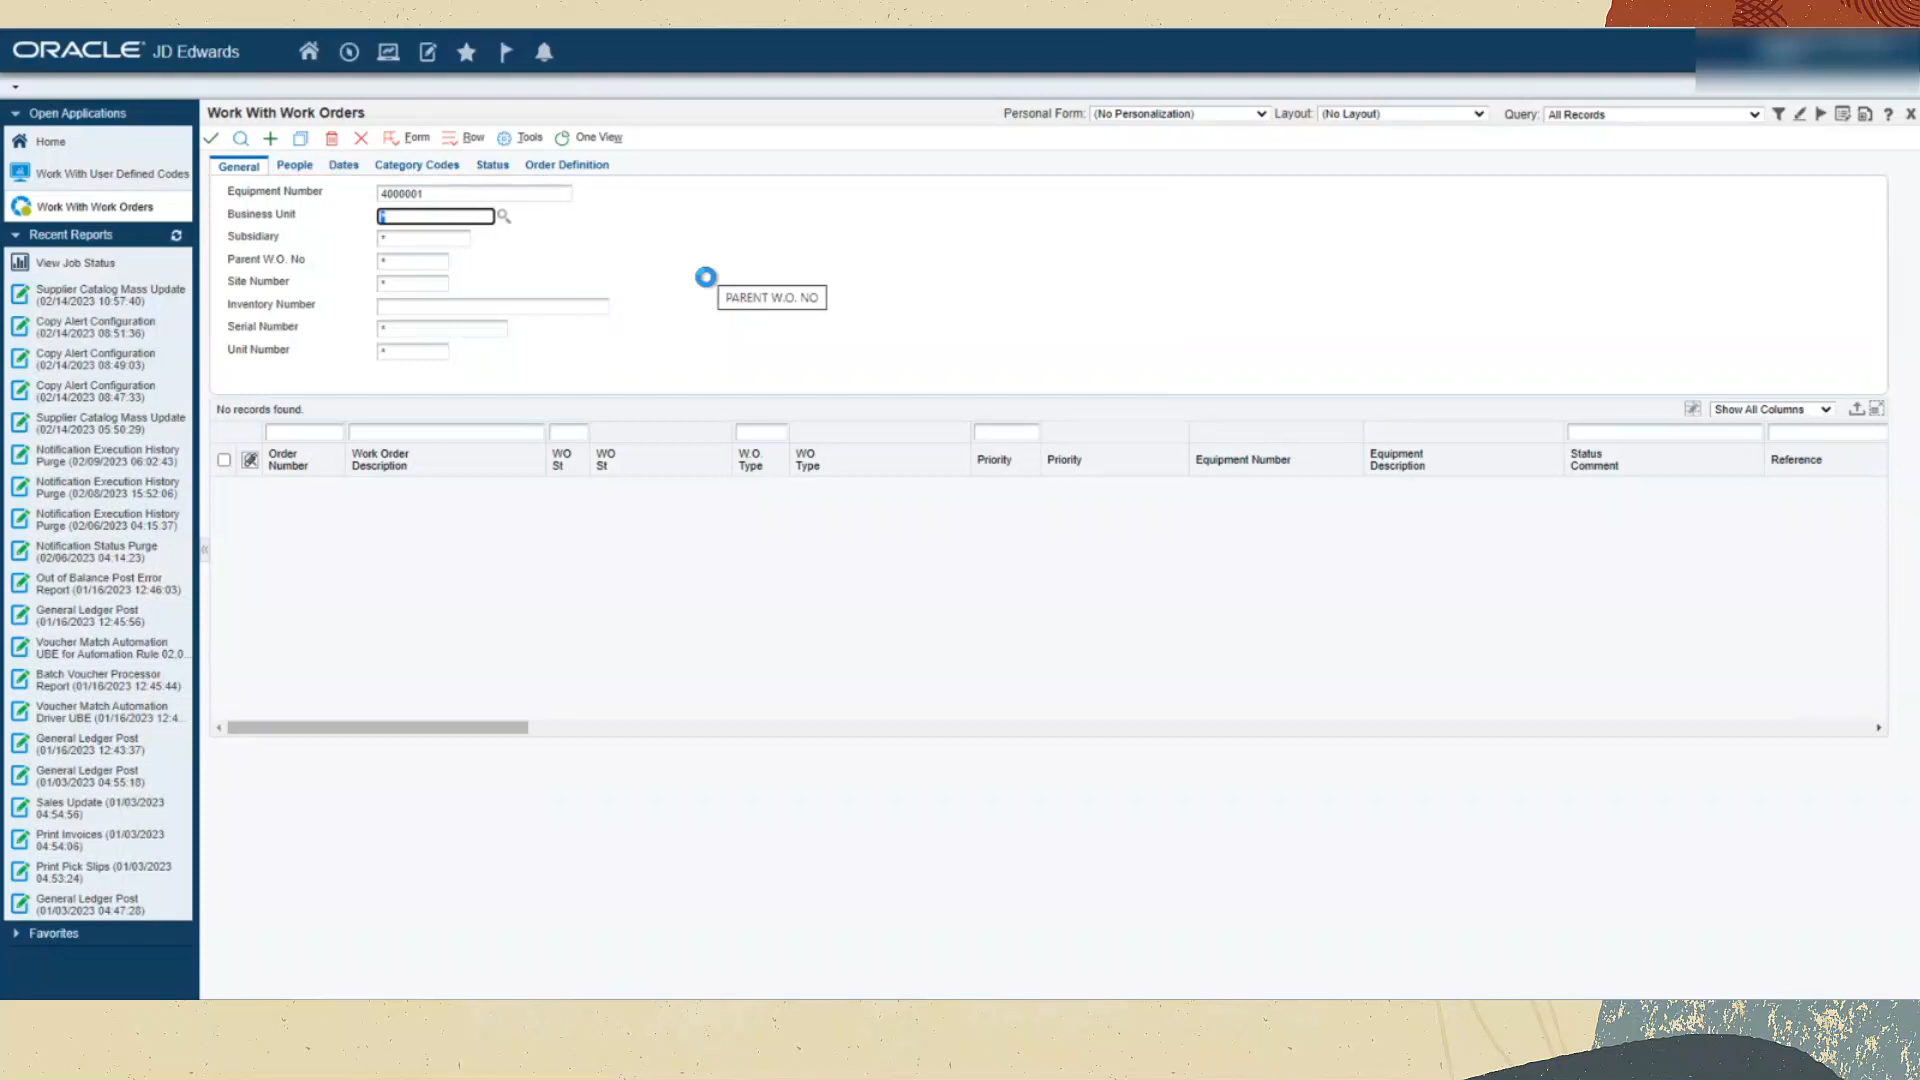 ORACLE JD Edwards
Open Applications
Home
Work With User Defined Codes
Work With Work Orders
Recent Reports
View Job Status
Supplier Catalog Mass Update
(02/14/2023 10:57:40)
Copy Alert Configuration
(02/14/2023 08:51:36)
Copy Alert Configuration
(02/14/2023 08:49:03)
Copy Alert Configuration
(02/14/2023 08:47:33)
Supplier Catalog Mass Update
(02/14/2023 05:50:29)
Notification Execution History
Purge (02/09/2023 06:02:43)
Notification Execution History
Purge (02/08/2023 15:52:06)
Notification Execution History
Purge (02/06/2023 04:15:37)
Notification Status Purge
(02/06/2023 04:14:23)
Out of Balance Post Error
Report (01/16/2023 12:46:03)
General Ledger Post
(01/16/2023 12:45:56)
Voucher Match Automation
UBE for Automation Rule 02,0...
Batch Voucher Processor
Report (01/16/2023 12:45:44)
Voucher Match Automation
Driver UBE (01/16/2023 12:4...
General Ledger Post
(01/16/2023 12:43:37)
General Ledger Post
(01/03/2023 04:55:18)
Sales Update (01/03/2023
04:54:56)
Print Invoices (01/03/2023
04:54:06)
Print Pick Slips (01/03/2023
04:53:24)
General Ledger Post
(01/03/2023 04:47:28)
Favorites
Work With Work Orders
Personal Form: (No Personalization) Layout: (No Layout) Query: All Records ? X
Form Row Tools One View
General People Dates Category Codes Status Order Definition
Equipment Number 4000001
Business Unit *
Subsidiary *
Parent W.O. No *
Site Number *
Inventory Number
Serial Number *
Unit Number *
PARENT W.O. NO
No records found.
Show All Columns
Order Number
Work Order Description
WO St
WO St
W.O. Type
WO Type
Priority
Priority
Equipment Number
Equipment Description
Status Comment
Reference